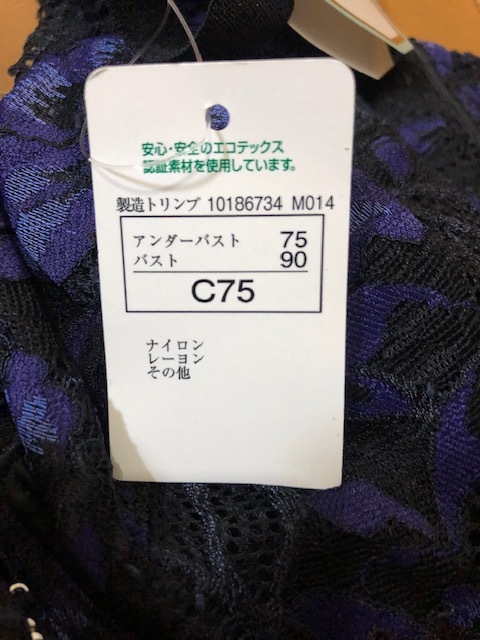 安心・安全のエコテックス
認証素材を使用しています。
製造トリンプ 10186734 M014
アンダーバスト 75
バスト 90
C75
ナイロン
レーヨン
その他